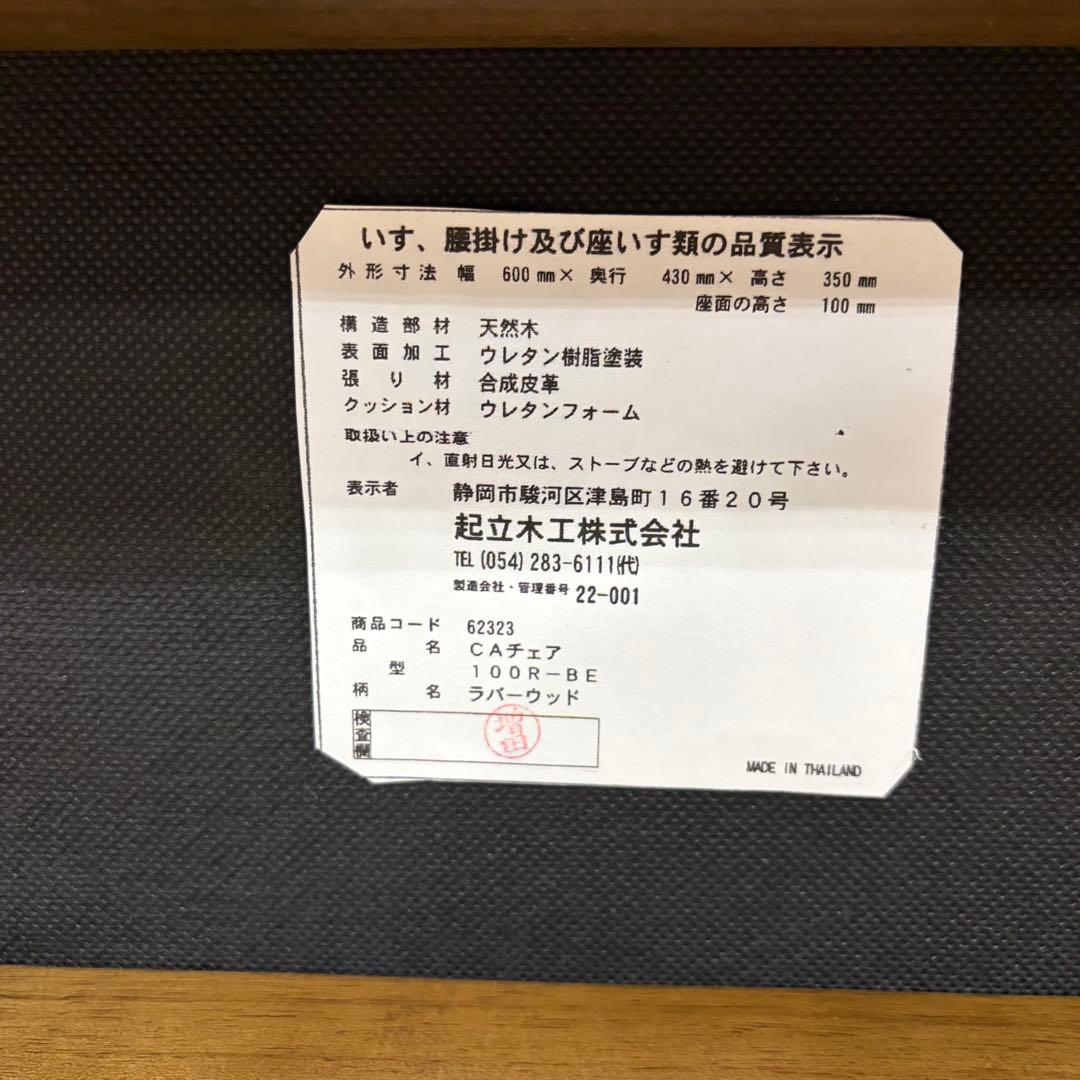 いす、腰掛け及び座いす類の品質表示
外形寸法 幅 600㎜× 奥行 430㎜× 高さ 350㎜
座面の高さ 100㎜
構造部材 天然木
表面加工 ウレタン樹脂塗装
張り材 合成皮革
クッション材 ウレタンフォーム
取扱い上の注意
イ、直射日光又は、ストーブなどの熱を避けて下さい。
表示者 静岡市駿河区津島町16番20号
起立木工株式会社
TEL(054)283-6111㈹
製造会社・管理番号 22-001
商品コード 62323
品名 CAチェア
型 100R-BE
柄名 ラバーウッド
検査欄 増田
MADE IN THAILAND